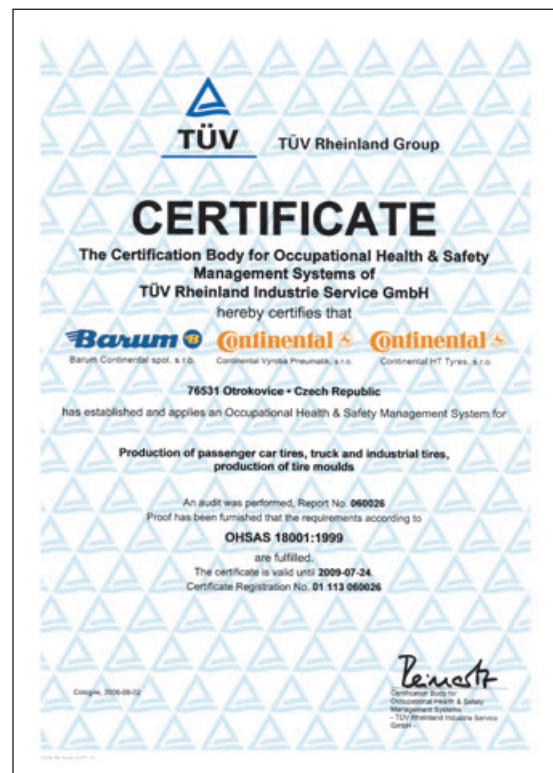 TÜV
TÜV Rheinland Group
CERTIFICATE
The Certification Body for Occupational Health & Safety
Management Systems of
TÜV Rheinland Industrie Service GmbH
hereby certifies that
Barum B Continental Continental
Barum Continental spol. s r.o. Continental Výroba Pneumatik, s.r.o. Continental HT Tyres, s.r.o.
76531 Otrokovice • Czech Republic
has established and applies an Occupational Health & Safety Management System for
Production of passenger car tires, truck and industrial tires,
production of tire moulds
An audit was performed, Report No. 060026
Proof has been furnished that the requirements according to
OHSAS 18001:1999
are fulfilled.
The certificate is valid until 2009-07-24.
Certificate Registration No. 01 113 060026
Reinartz
Cologne, 2006-08-02
Certification Body for
Occupational Health & Safety
Management Systems
- TÜV Rheinland Industrie Service
GmbH -